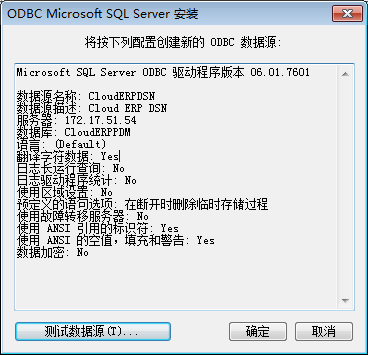 ODBC Microsoft SQL Server 安装
将按下列配置创建新的 ODBC 数据源:
Microsoft SQL Server ODBC 驱动程序版本 06.01.7601
数据源名称: CloudERPDSN
数据源描述: Cloud ERP DSN
服务器: 172.17.51.54
数据库: CloudERPPDM
语言: (Default)
翻译字符数据: Yes
日志长运行查询: No
日志驱动程序统计: No
使用区域设置: No
预定义的语句选项: 在断开时删除临时存储过程
使用故障转移服务器: No
使用 ANSI 引用的标识符: Yes
使用 ANSI 的空值，填充和警告: Yes
数据加密: No
测试数据源(T)... 确定 取消